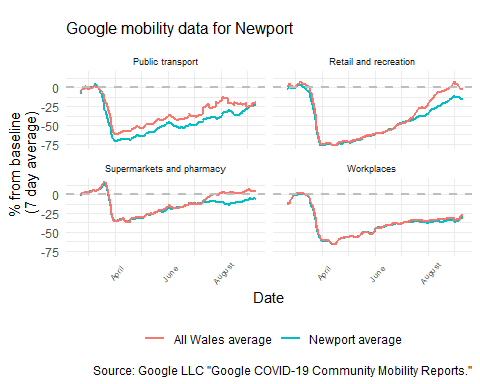 Google mobility data for Newport
Public transport
Retail and recreation
0
-25
-50
-75
Supermarkets and pharmacy
Workplaces
0
-25
-50
-75
% from baseline
(7 day average)
April
June
August
April
June
August
Date
All Wales average
Newport average
Source: Google LLC "Google COVID-19 Community Mobility Reports."